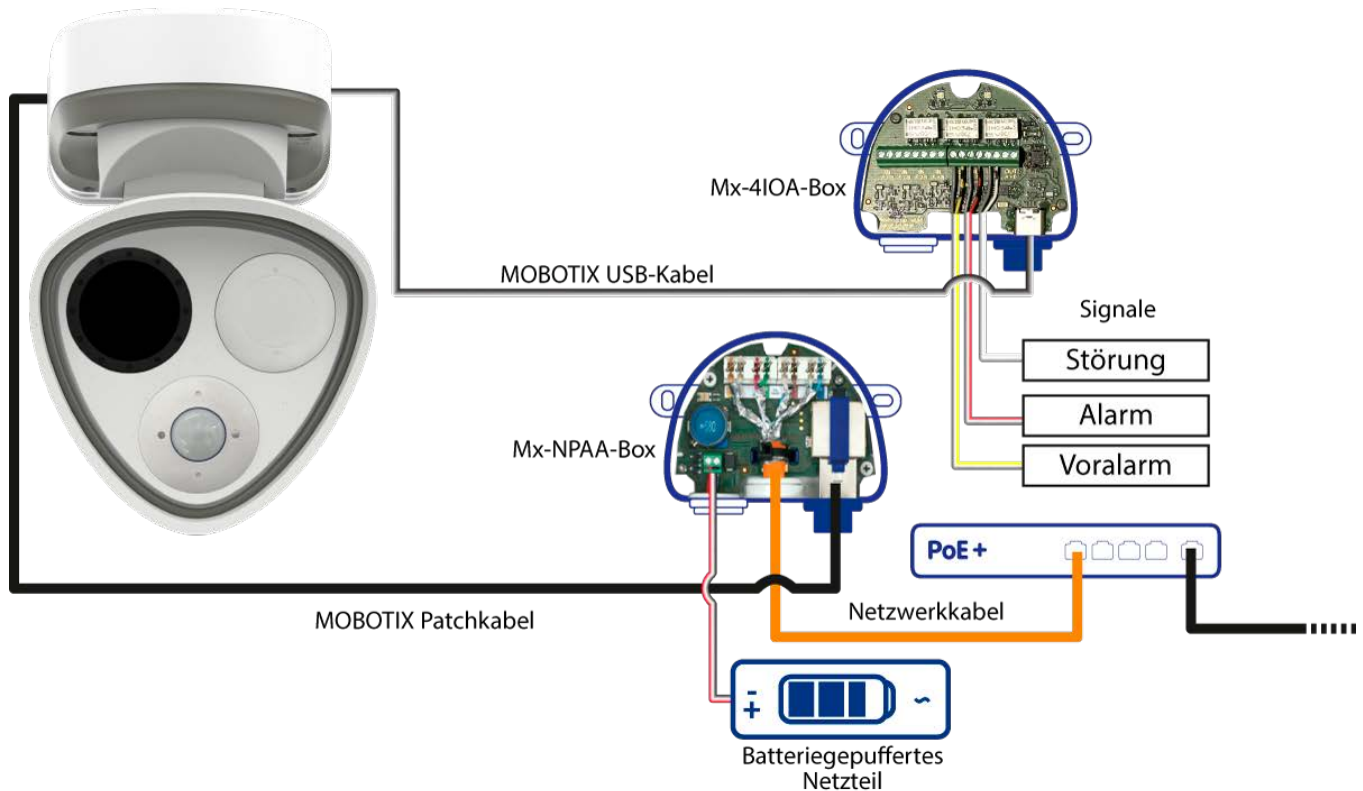 Mx-4IOA-Box
MOBOTIX USB-Kabel
Signale
Störung
Alarm
Voralarm
Mx-NPAA-Box
PoE+
MOBOTIX Patchkabel
Netzwerkkabel
-
+
~
Batteriegepuffertes
Netzteil